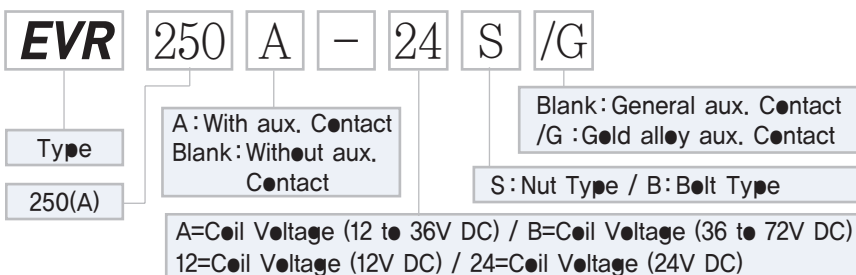 EVR 250 A - 24 S /G
Type
250(A)
A:With aux. Contact
Blank:Without aux.
Contact
Blank:General aux. Contact
/G :Gold alloy aux. Contact
S:Nut Type / B:Bolt Type
A=Coil Voltage (12 to 36V DC) / B=Coil Voltage (36 to 72V DC)
12=Coil Voltage (12V DC) / 24=Coil Voltage (24V DC)